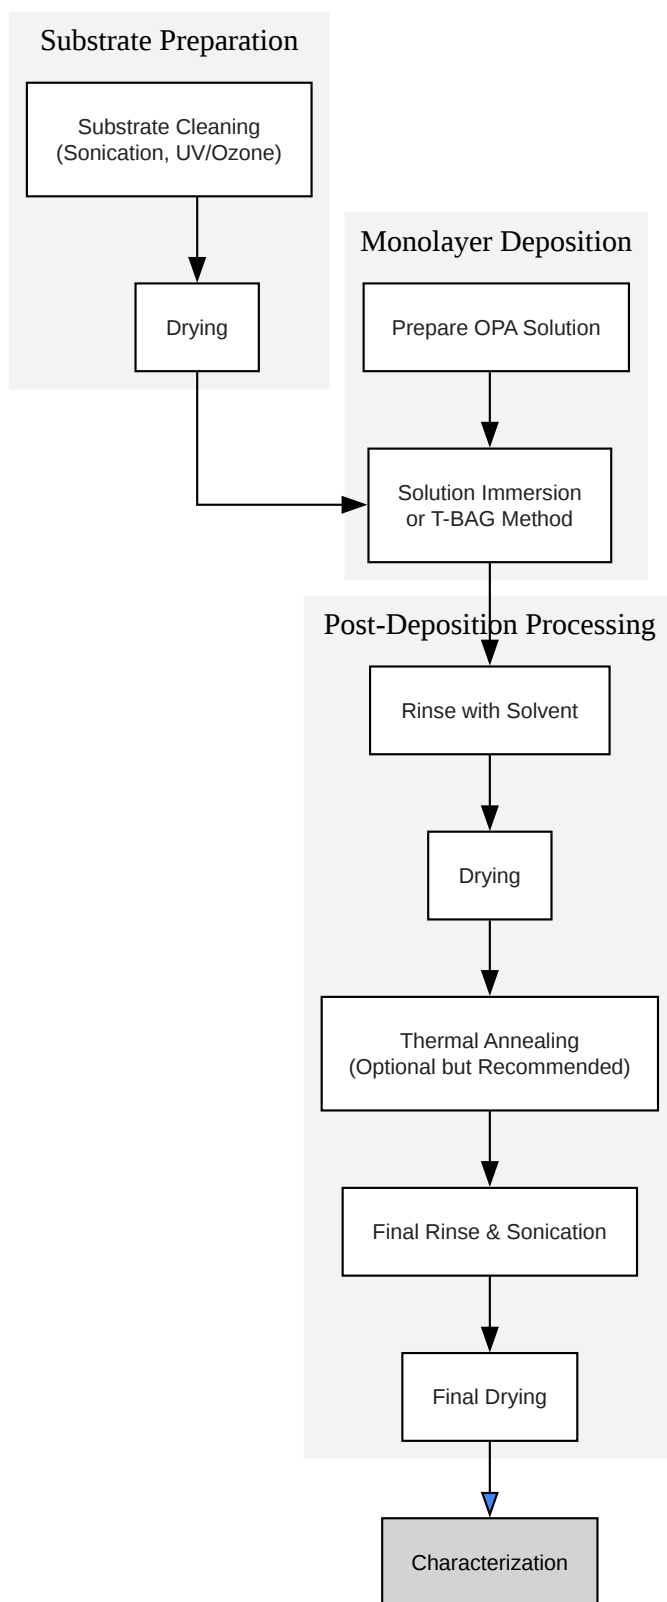 Substrate Preparation
Substrate Cleaning
(Sonication, UV/Ozone)
Drying
Monolayer Deposition
Prepare OPA Solution
Solution Immersion
or T-BAG Method
Post-Deposition Processing
Rinse with Solvent
Drying
Thermal Annealing
(Optional but Recommended)
Final Rinse & Sonication
Final Drying
Characterization